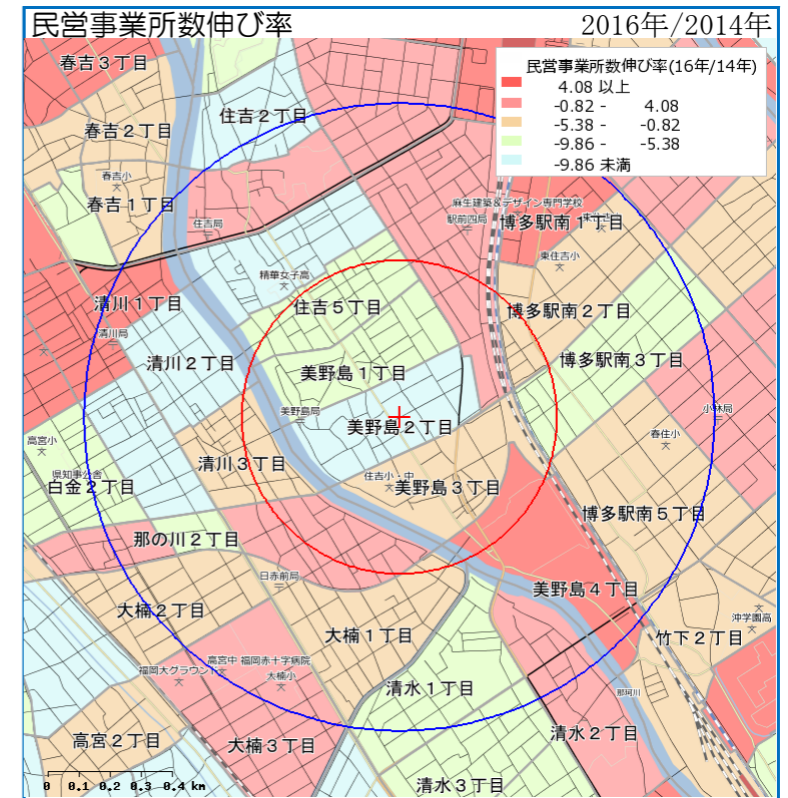 民営事業所数伸び率
2016年/2014年
民営事業所数伸び率(16年/14年)
4.08 以上
-0.82 - 4.08
-5.38 - -0.82
-9.86 - -5.38
-9.86 未満
春吉3丁目
住吉2丁目
春吉2丁目
春吉小
春吉1丁目
住吉局
麻生建築&デザイン専門学校
駅前四局
博多駅南1丁目
東住吉小
精華女子高
清川1丁目
住吉5丁目
博多駅南2丁目
清川局
清川2丁目
美野島1丁目
博多駅南3丁目
美野島局
美野島2丁目
小林局
高宮小
春住小
清川3丁目
県知事公舎
白金2丁目
住吉小・中
美野島3丁目
博多駅南5丁目
那の川2丁目
日赤前局
美野島4丁目
大楠2丁目
沖学園高
大楠1丁目
竹下2丁目
高宮中
福岡赤十字病院
福岡大グラウンド
大楠小
清水1丁目
那珂川
高宮2丁目
大楠3丁目
清水2丁目
清水3丁目
0 0.1 0.2 0.3 0.4 km